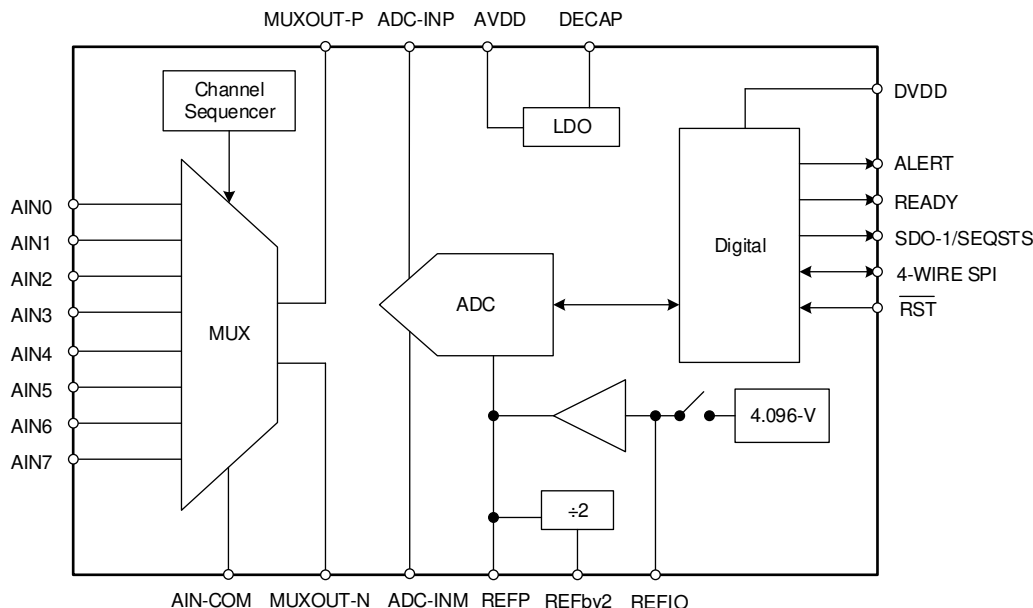 MUXOUT-P ADC-INP AVDD DECAP
Channel
Sequencer
LDO
DVDD
ALERT
READY
SDO-1/SEQSTS
4-WIRE SPI
RST
Digital
AIN0
AIN1
AIN2
AIN3
AIN4
AIN5
AIN6
AIN7
MUX
ADC
4.096-V
÷2
AIN-COM MUXOUT-N ADC-INM REFP REFby2 REFIO